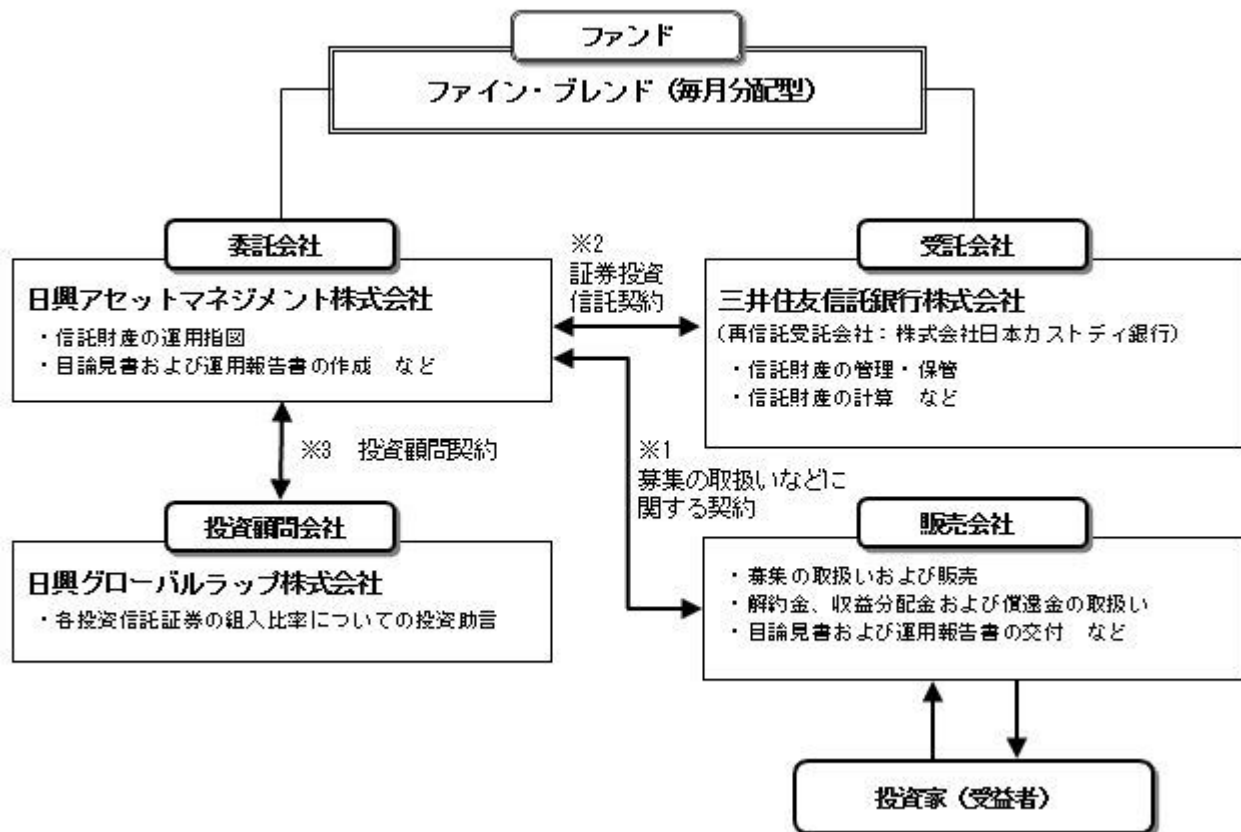 ファンド
ファイン・ブレンド（毎月分配型）
委託会社
日興アセットマネジメント株式会社
・信託財産の運用指図
・目論見書および運用報告書の作成　など
※2
証券投資
信託契約
受託会社
三井住友信託銀行株式会社
（再信託受託会社：株式会社日本カストディ銀行）
・信託財産の管理・保管
・信託財産の計算　など
※3　投資顧問契約
※1
募集の取扱いなどに
関する契約
投資顧問会社
日興グローバルラップ株式会社
・各投資信託証券の組入比率についての投資助言
販売会社
・募集の取扱いおよび販売
・解約金、収益分配金および償還金の取扱い
・目論見書および運用報告書の交付　など
投資家（受益者）